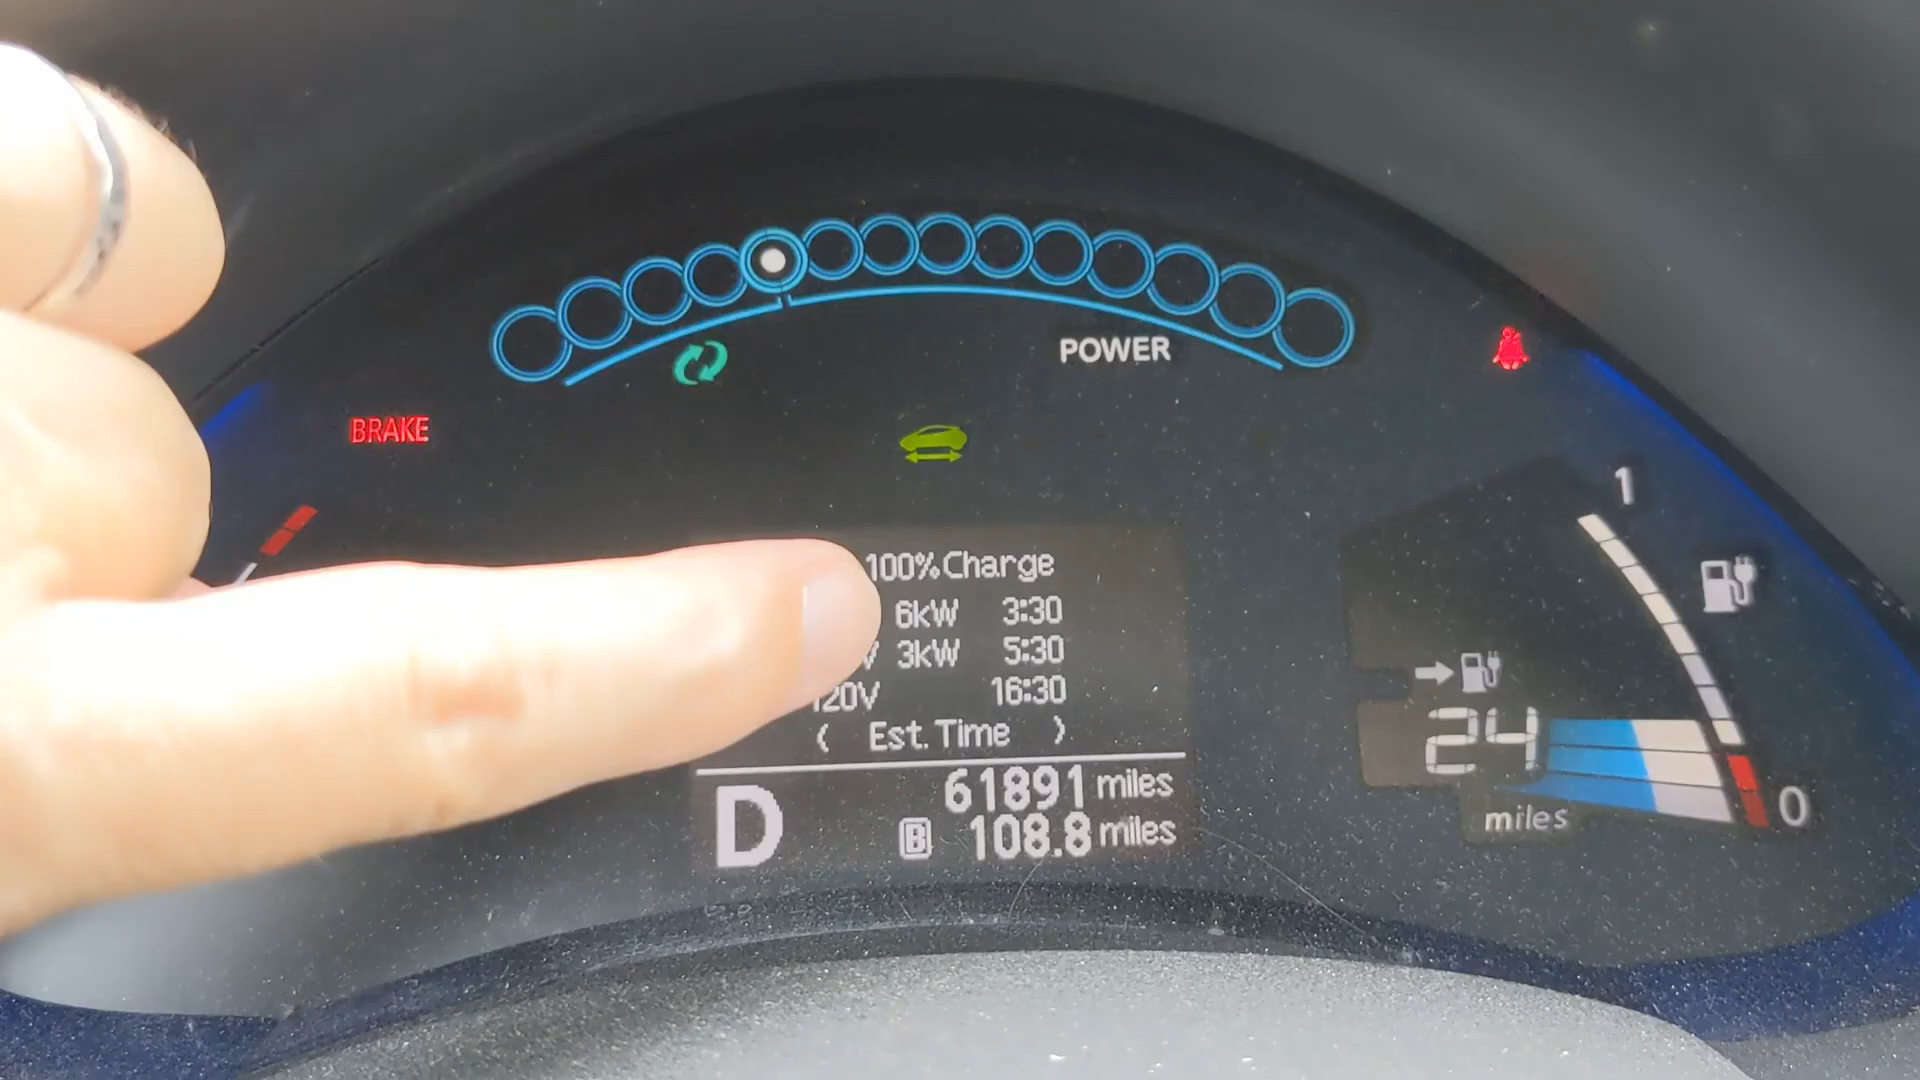 POWER
BRAKE
1
100% Charge
6kW 3:30
3kW 5:30
120V 16:30
Est. Time
24
miles
0
61891 miles
D
B 108.8 miles